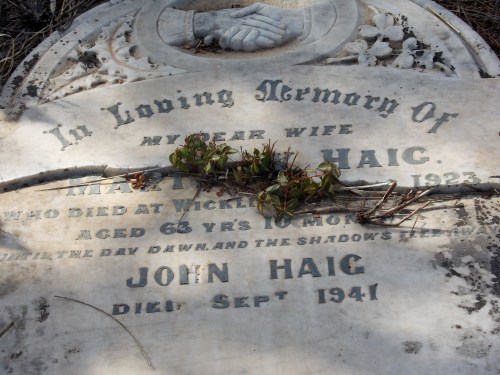 In Loving Memory Of
MY DEAR WIFE
HAIG.
1923.
WHO DIED AT
AGED 63 YRS 10
UNTIL THE DAY DAWN, AND THE SHADOWS
JOHN HAIG
DIED SEPT 1941